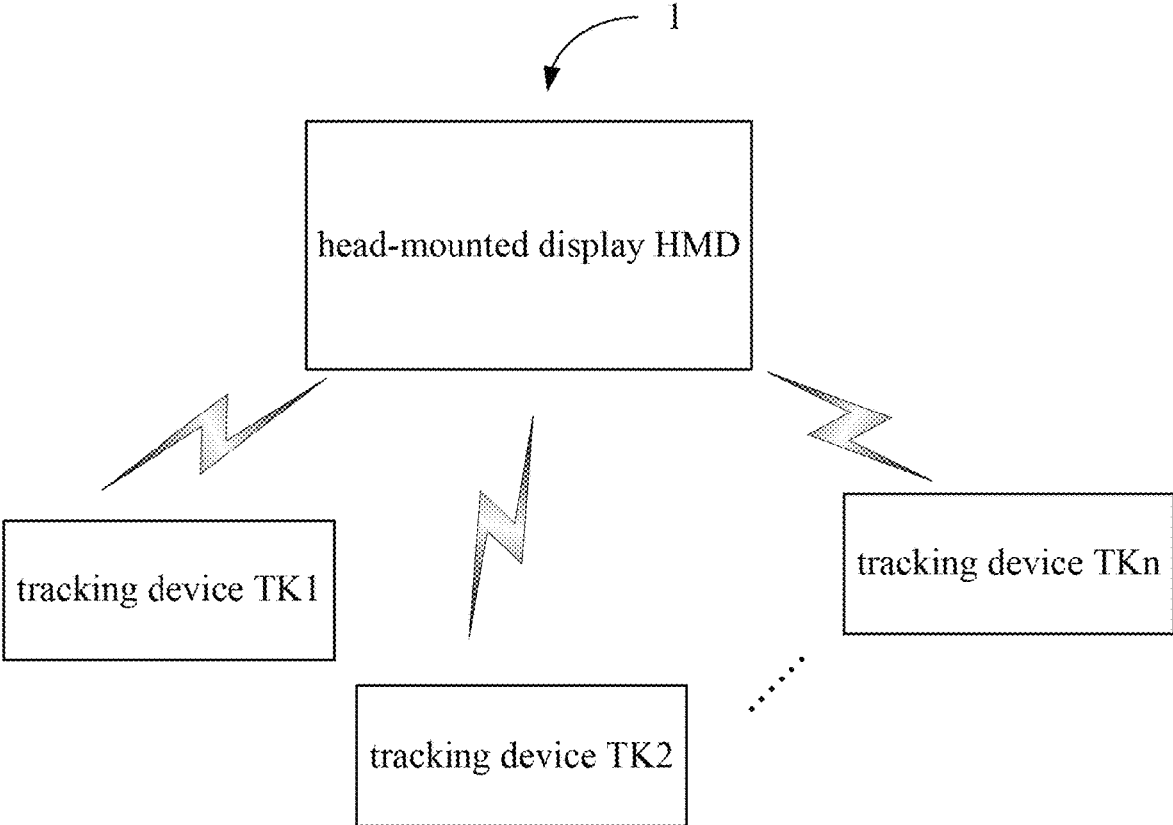 1
head-mounted display HMD
tracking device TK1
tracking device TKn
tracking device TK2